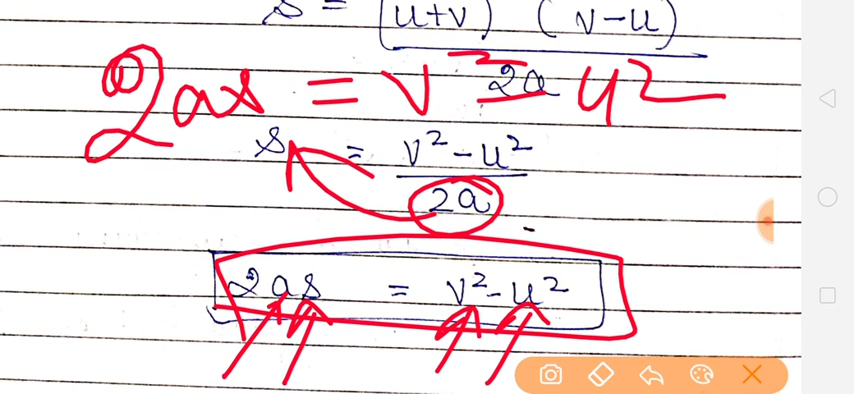 s = (u+v) (v-u)
2a
2as = v² - u²
s = v² - u²
2a
2as = v² - u²